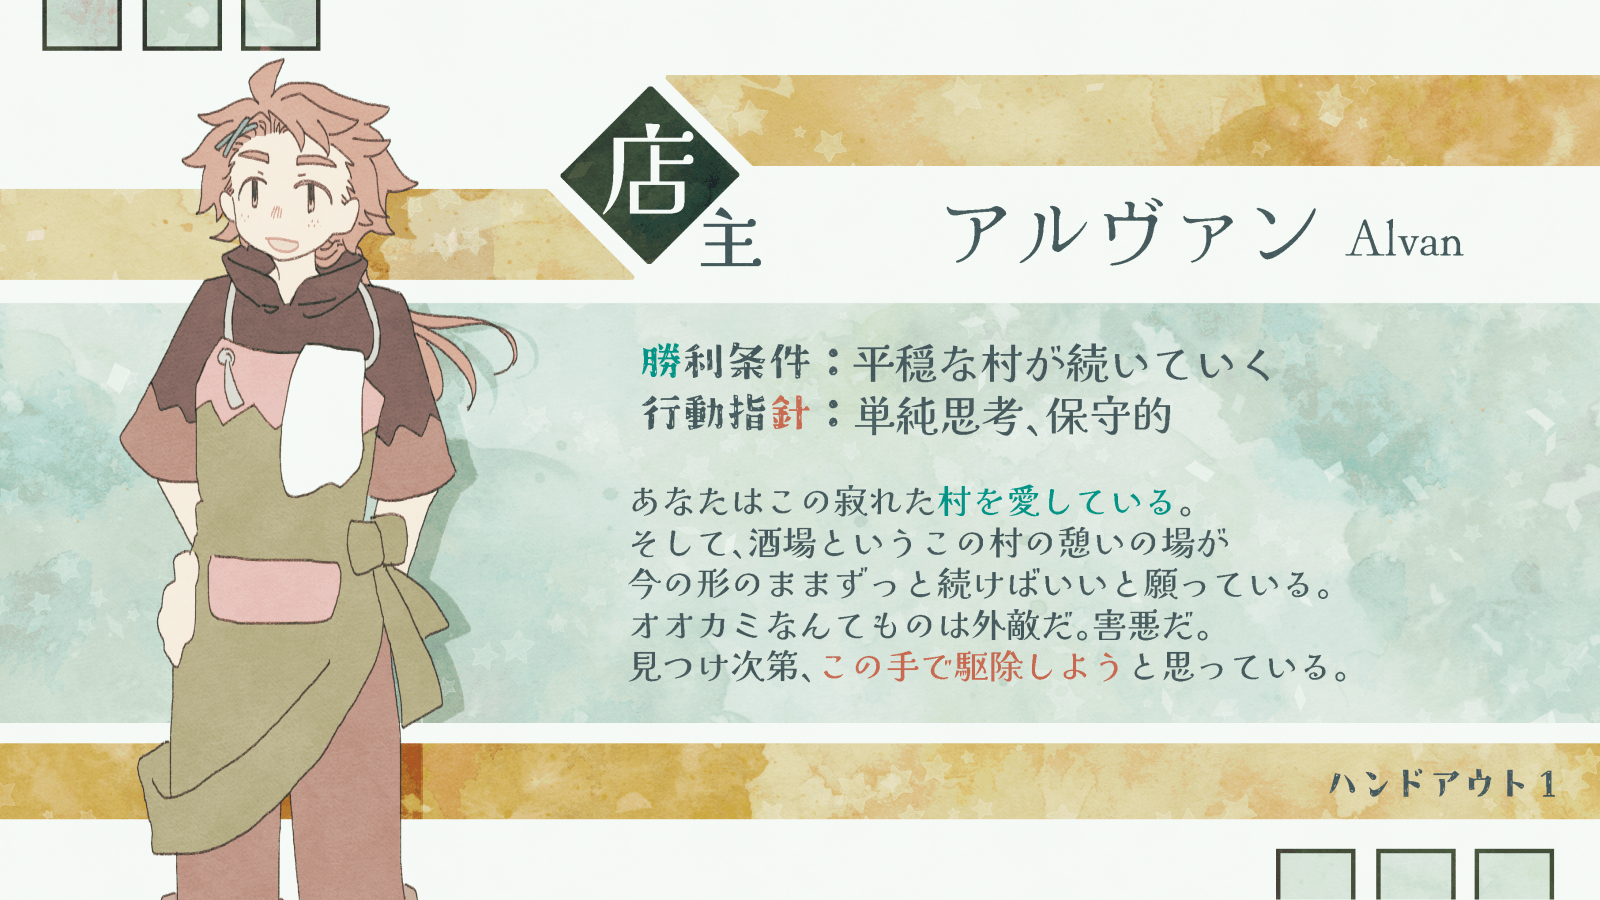 店主
アルヴァン Alvan
勝利条件：平穏な村が続いていく
行動指針：単純思考、保守的
あなたはこの寂れた村を愛している。
そして、酒場というこの村の憩いの場が
今の形のままずっと続けばいいと願っている。
オオカミなんてものは外敵だ。害悪だ。
見つけ次第、この手で駆除しようと思っている。
ハンドアウト1